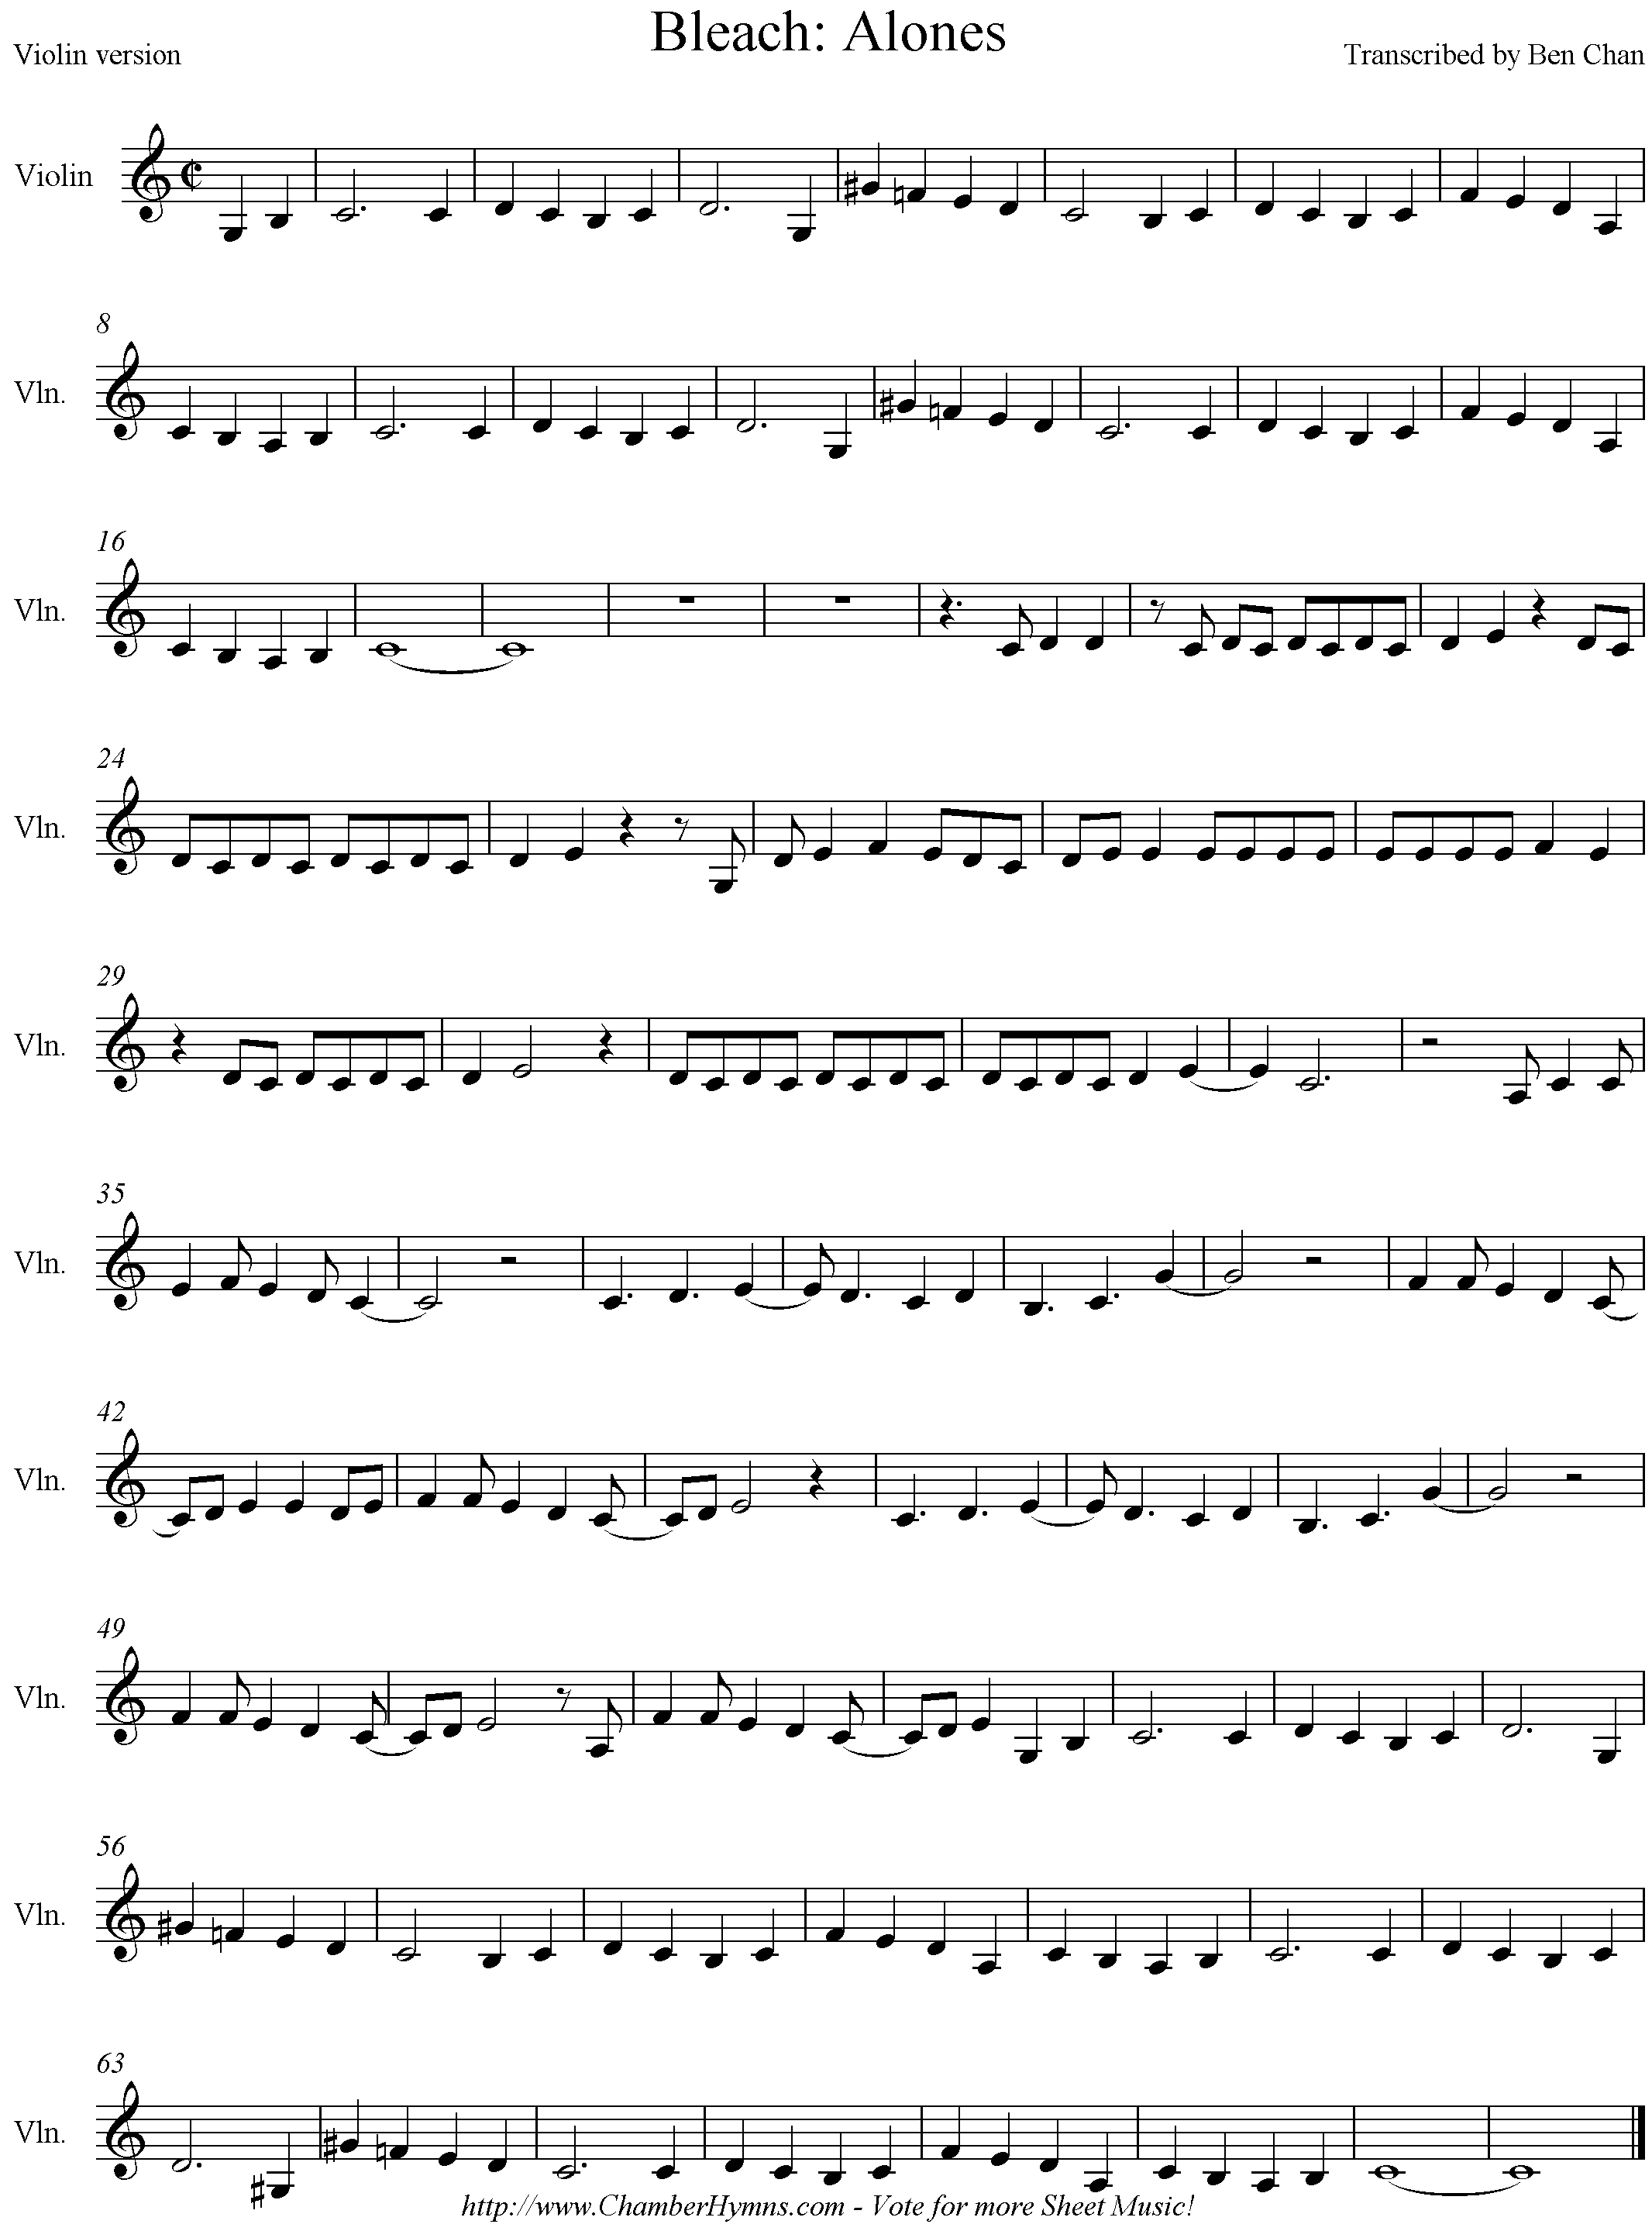 Bleach: Alones
Violin version
Transcribed by Ben Chan
Violin
8
Vln.
16
Vln.
24
Vln.
29
Vln.
35
Vln.
42
Vln.
49
Vln.
56
Vln.
63
Vln.
http://www.ChamberHymns.com - Vote for more Sheet Music!